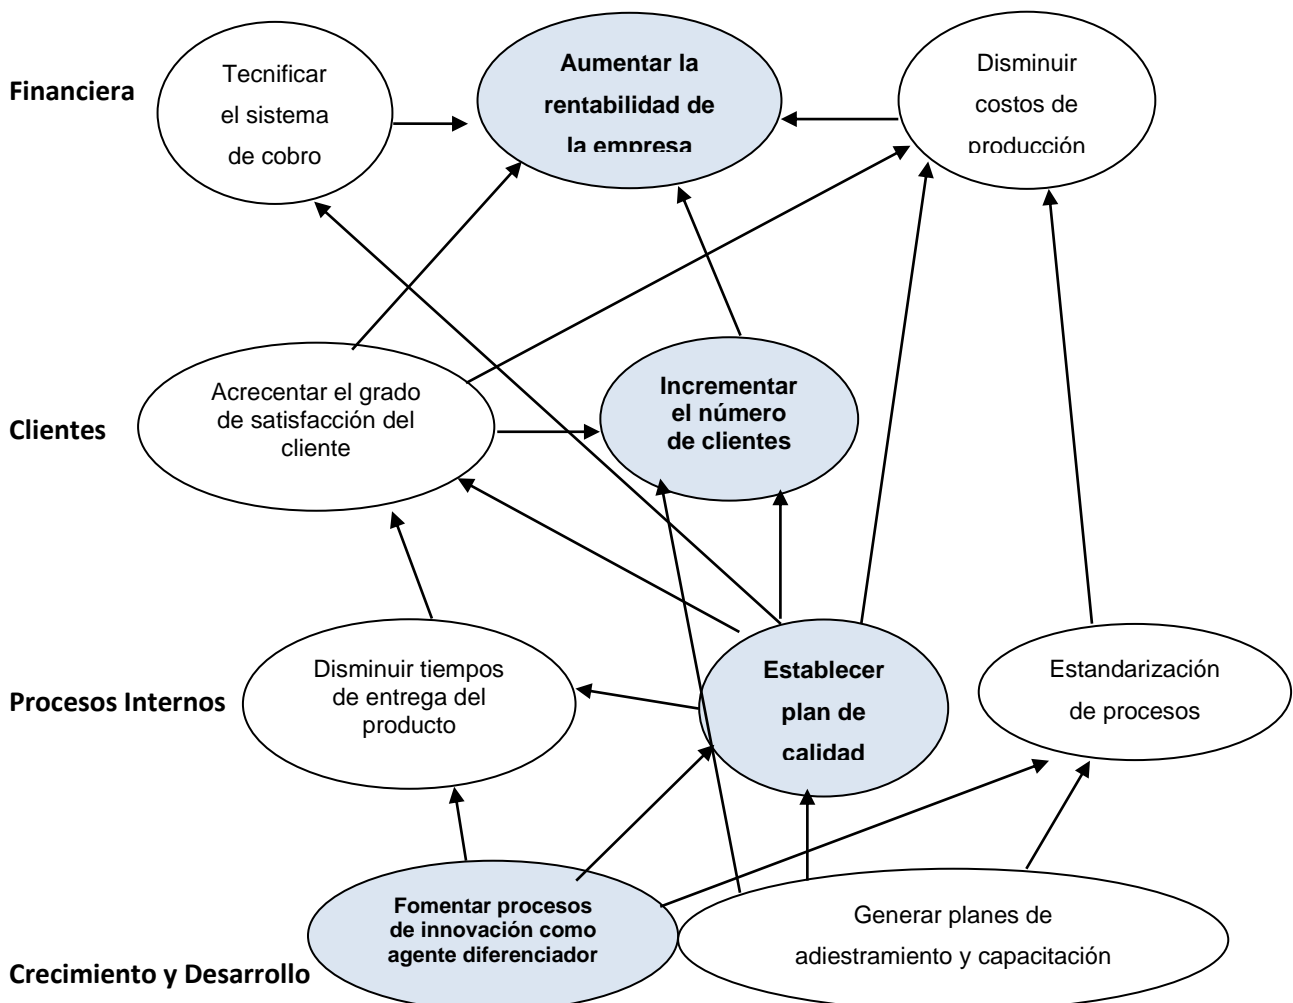 Financiera
Tecnificar
el sistema
de cobro
Aumentar la
rentabilidad de
la empresa
Disminuir
costos de
producción
Clientes
Acrecentar el grado
de satisfacción del
cliente
Incrementar
el número
de clientes
Procesos Internos
Disminuir tiempos
de entrega del
producto
Establecer
plan de
calidad
Estandarización
de procesos
Crecimiento y Desarrollo
Fomentar procesos
de innovación como
agente diferenciador
Generar planes de
adiestramiento y capacitación